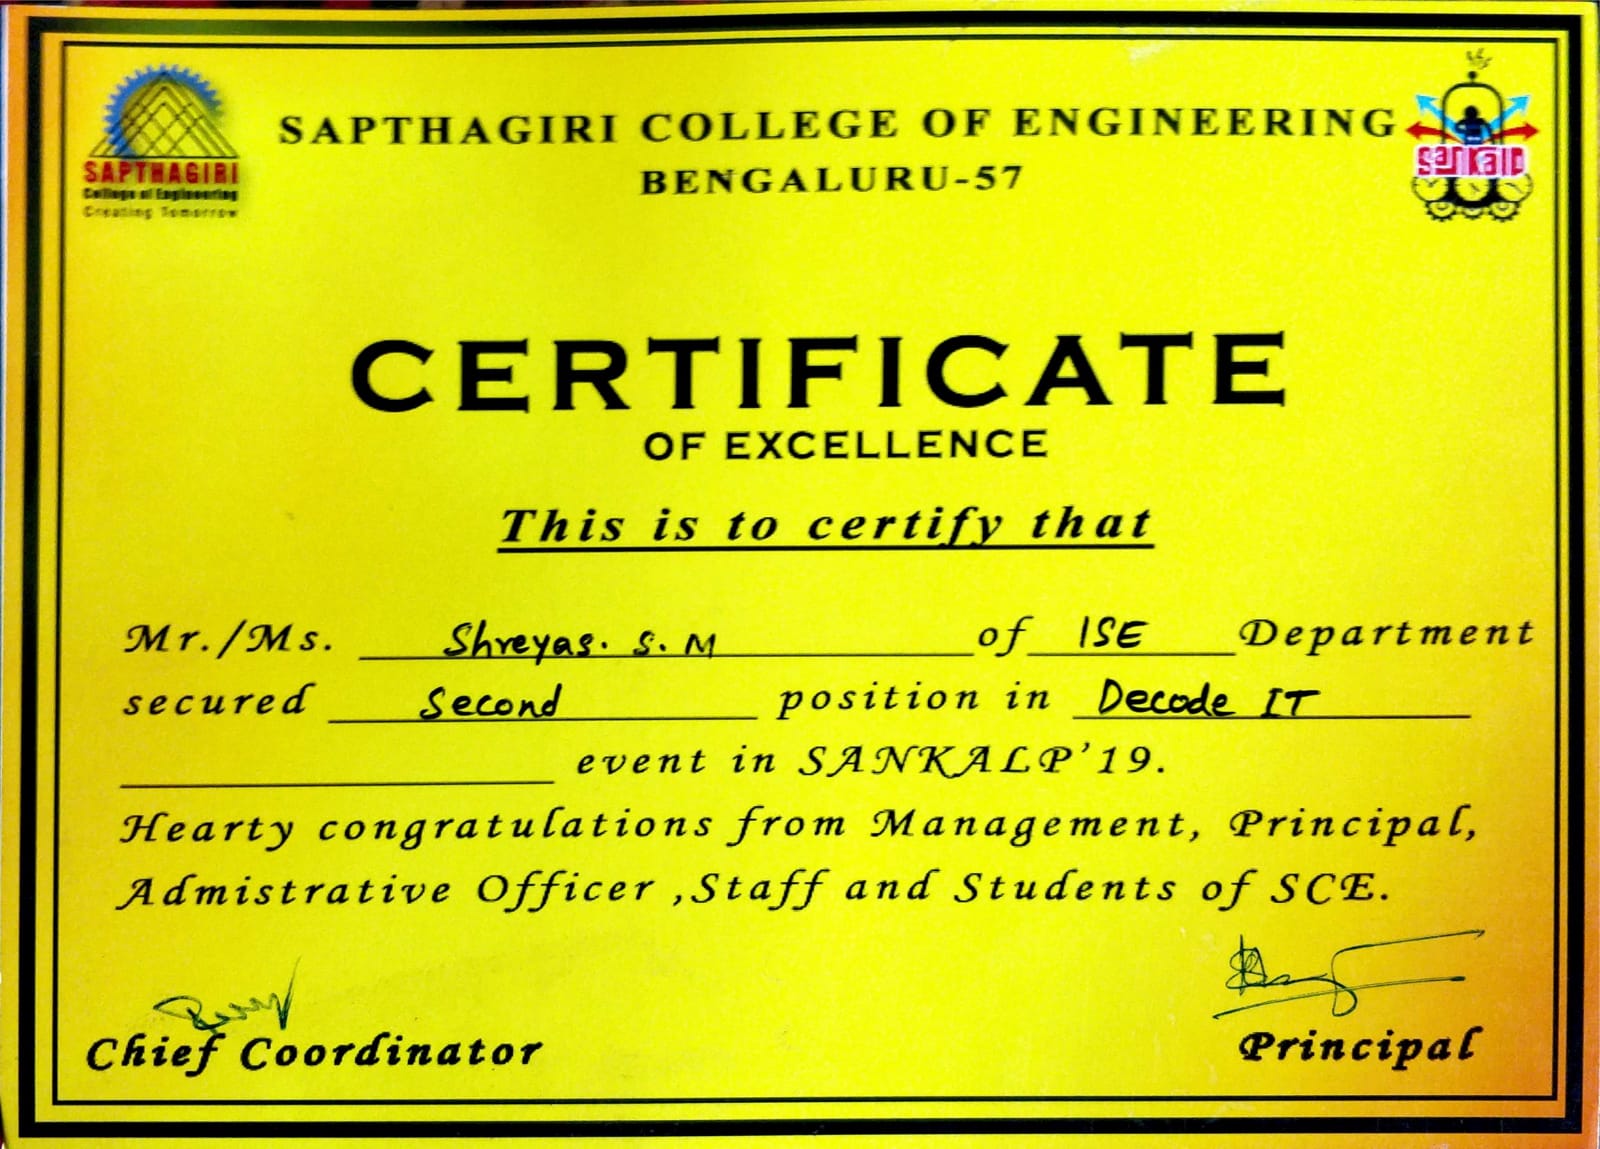 SAPTHAGIRI
College of Engineering
Creating Tomorrow
SAPTHAGIRI COLLEGE OF ENGINEERING
BENGALURU-57
Sankalp
CERTIFICATE
OF EXCELLENCE
This is to certify that
Mr./Ms. Shreyas. S. M of ISE Department
secured Second position in Decode IT
event in SANKALP'19.
Hearty congratulations from Management, Principal,
Admistrative Officer ,Staff and Students of SCE.
Chief Coordinator
Principal